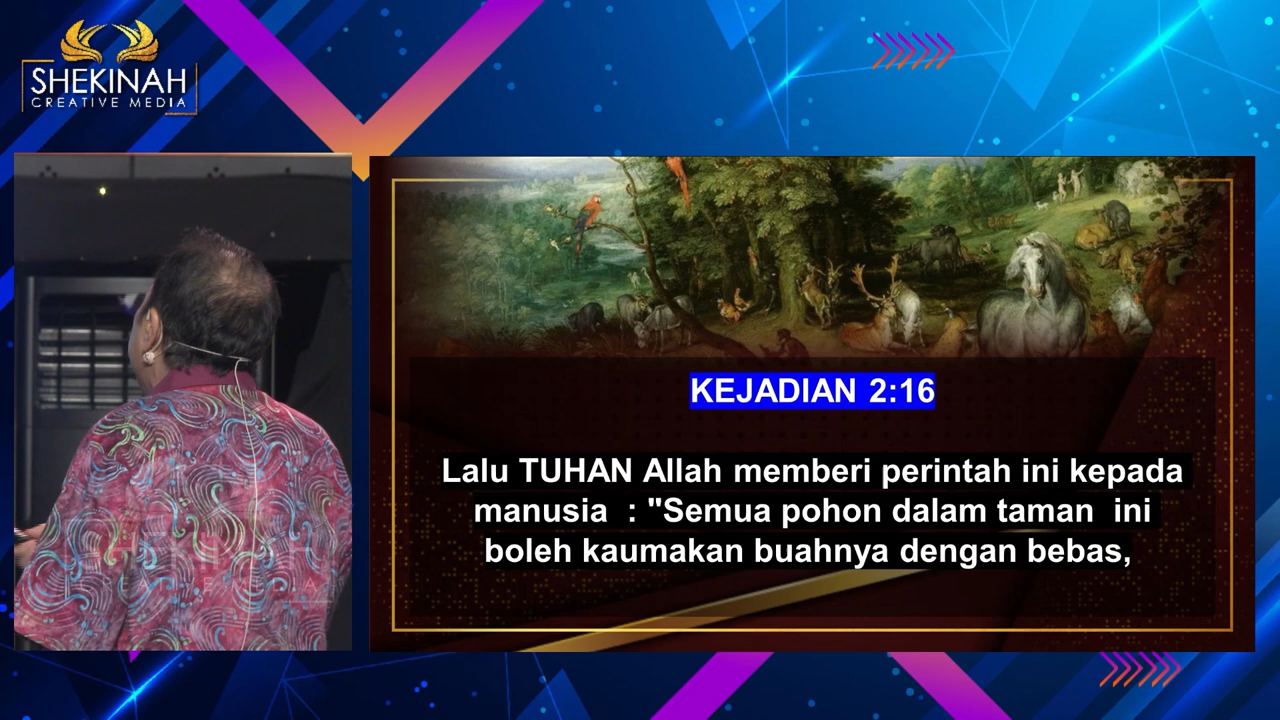 SHEKINAH
CREATIVE MEDIA
KEJADIAN 2:16
Lalu TUHAN Allah memberi perintah ini kepada
manusia : "Semua pohon dalam taman ini
boleh kaumakan buahnya dengan bebas,